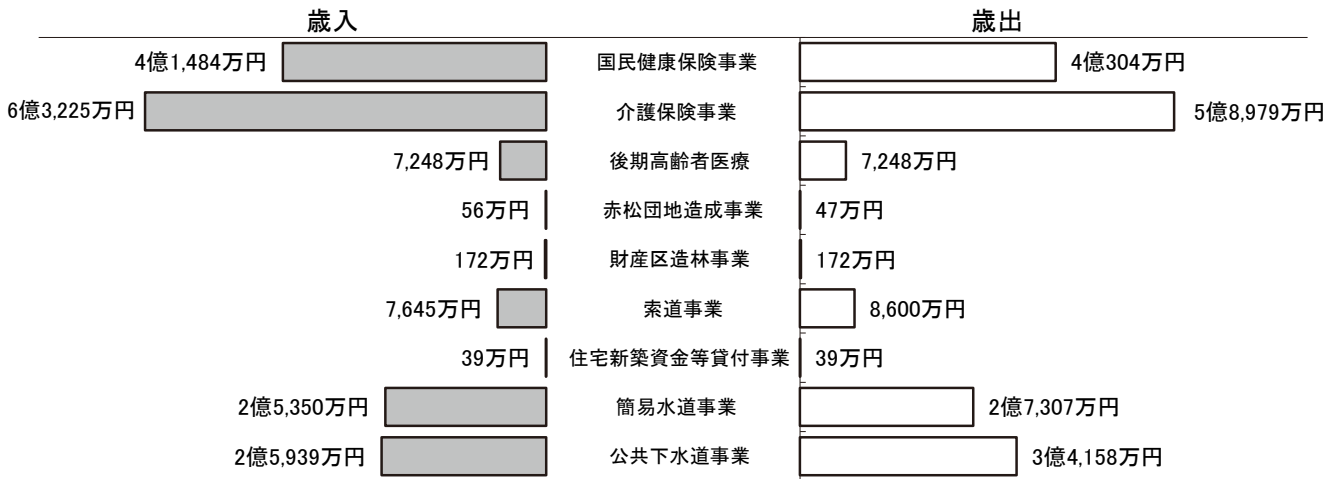 歳入 歳出
4億1,484万円 国民健康保険事業 4億304万円
6億3,225万円 介護保険事業 5億8,979万円
7,248万円 後期高齢者医療 7,248万円
56万円 赤松団地造成事業 47万円
172万円 財産区造林事業 172万円
7,645万円 索道事業 8,600万円
39万円 住宅新築資金等貸付事業 39万円
2億5,350万円 簡易水道事業 2億7,307万円
2億5,939万円 公共下水道事業 3億4,158万円